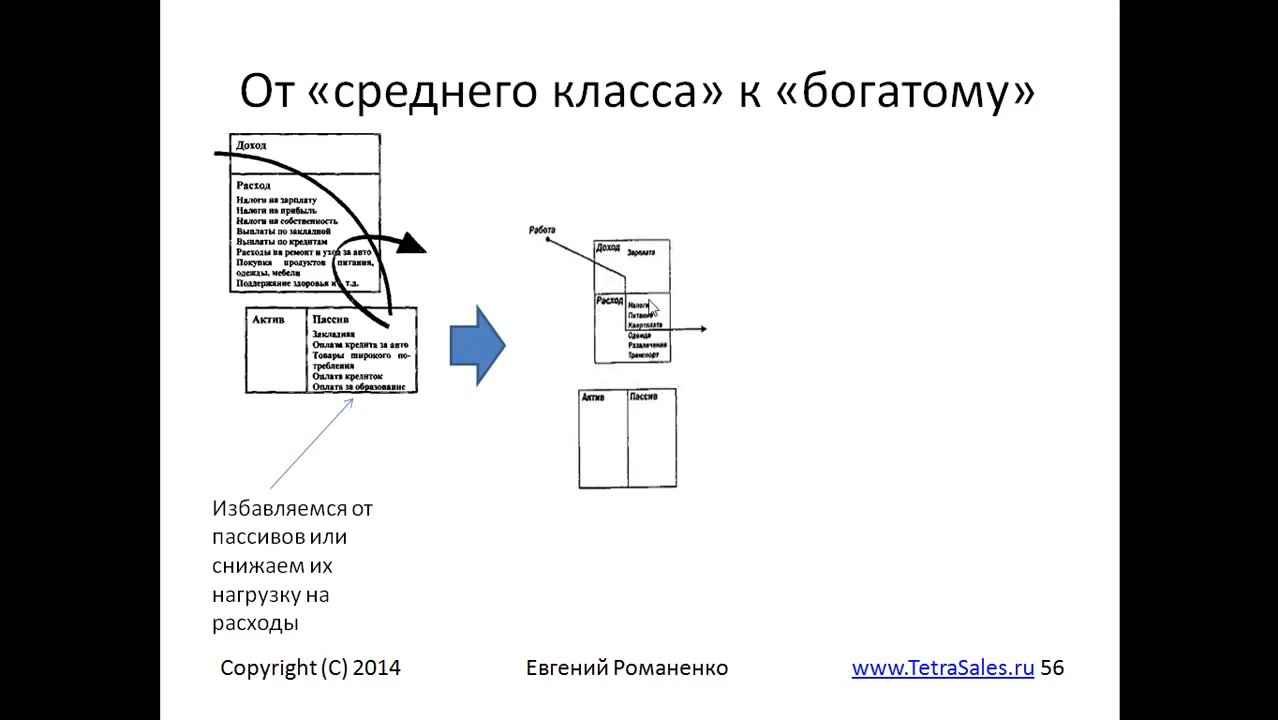 От «среднего класса» к «богатому»
Доход
Расход
Налоги на зарплату
Налоги на прибыль
Налоги на собственность
Выплаты по закладной
Выплаты по кредитам
Расходы на ремонт и уход за авто
Покупка продуктов питания,
одежды, мебели
Поддержание здоровья и т.д.
Актив
Пассив
Закладная
Оплата кредита за авто
Товары широкого по-
требления
Оплата кредиток
Оплата за образование
Избавляемся от
пассивов или
снижаем их
нагрузку на
расходы
Работа
Доход
Зарплата
Расход
Налоги
Питание
Квартплата
Одежда
Развлечения
Транспорт
Актив
Пассив
Copyright (C) 2014
Евгений Романенко
www.TetraSales.ru 56